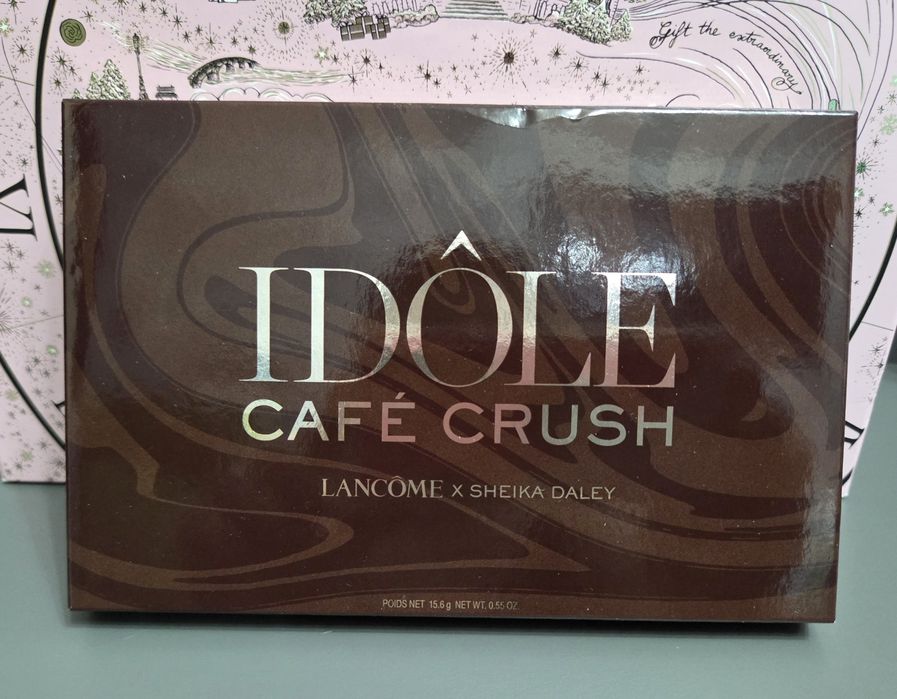 Gift the extraordinary
IDÔLE
CAFÉ CRUSH
LANCÔME X SHEIKA DALEY
POIDS NET 15.6 g NET WT. 0.55 OZ.